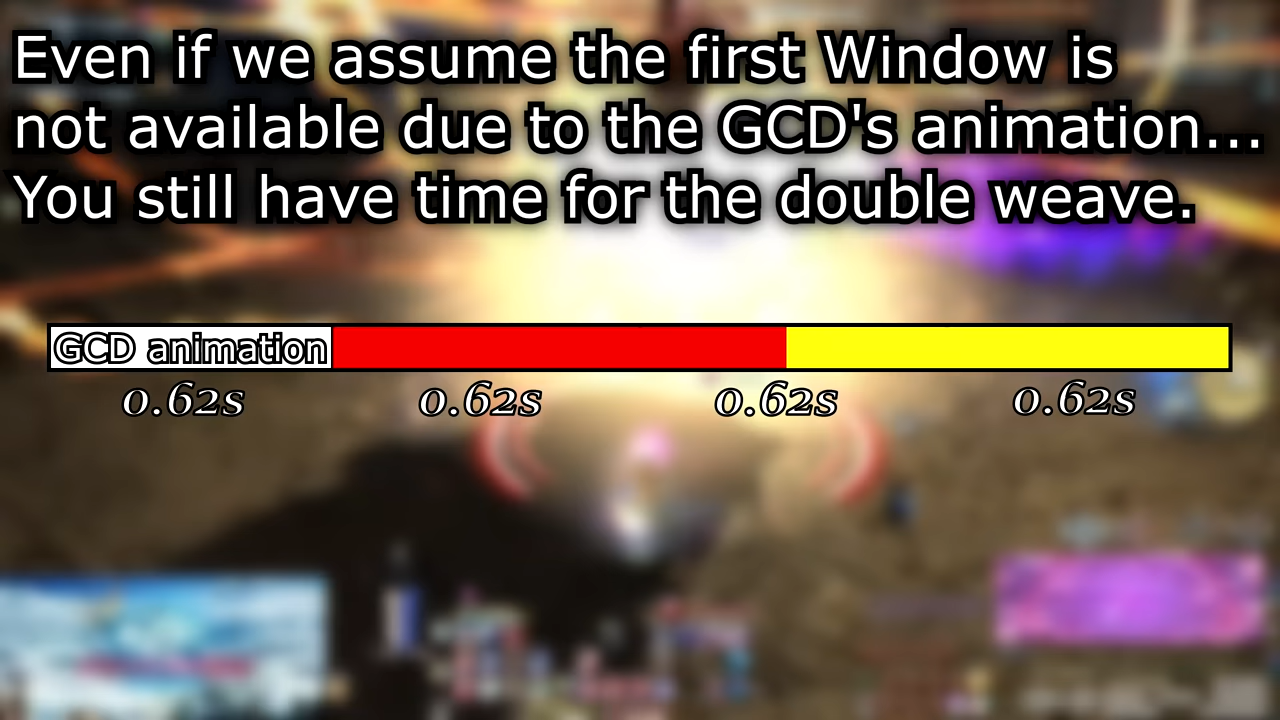 Even if we assume the first Window is
not available due to the GCD's animation...
You still have time for the double weave.
GCD animation
0.62s 0.62s 0.62s 0.62s